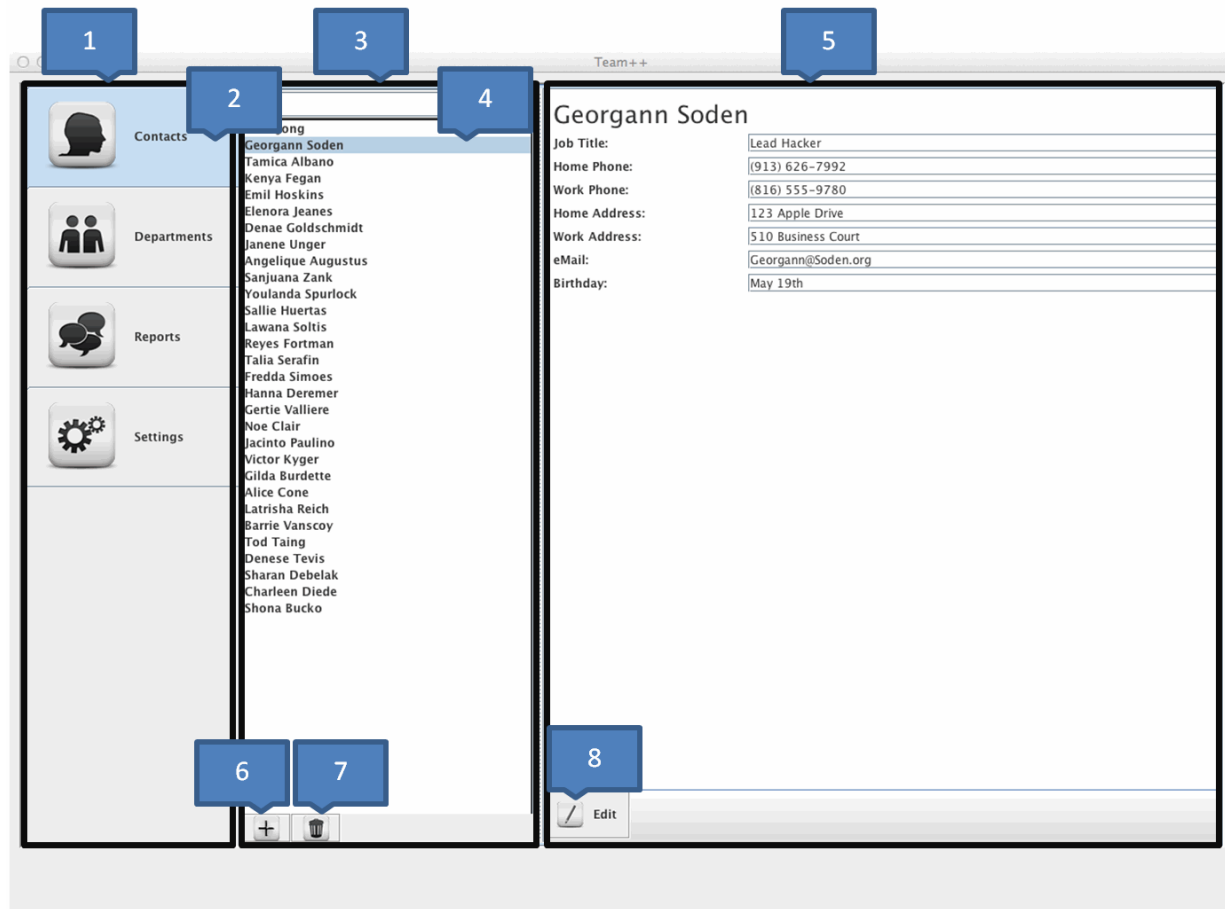 1
3
5
Team++
2
4
Contacts
Departments
Reports
Settings
ong
Georgann Soden
Tamica Albano
Kenya Fegan
Emil Hoskins
Elenora Jeanes
Denae Goldschmidt
Janene Unger
Angelique Augustus
Sanjuana Zank
Youlanda Spurlock
Sallie Huertas
Lawana Soltis
Reyes Fortman
Talia Serafin
Fredda Simoes
Hanna Deremer
Gertie Valliere
Noe Clair
Jacinto Paulino
Victor Kyger
Gilda Burdette
Alice Cone
Latrisha Reich
Barrie Vanscoy
Tod Taing
Denese Tevis
Sharan Debelak
Charleen Diede
Shona Bucko
Georgann Soden
Job Title: Lead Hacker
Home Phone: (913) 626-7992
Work Phone: (816) 555-9780
Home Address: 123 Apple Drive
Work Address: 510 Business Court
eMail: Georgann@Soden.org
Birthday: May 19th
6
7
8
Edit